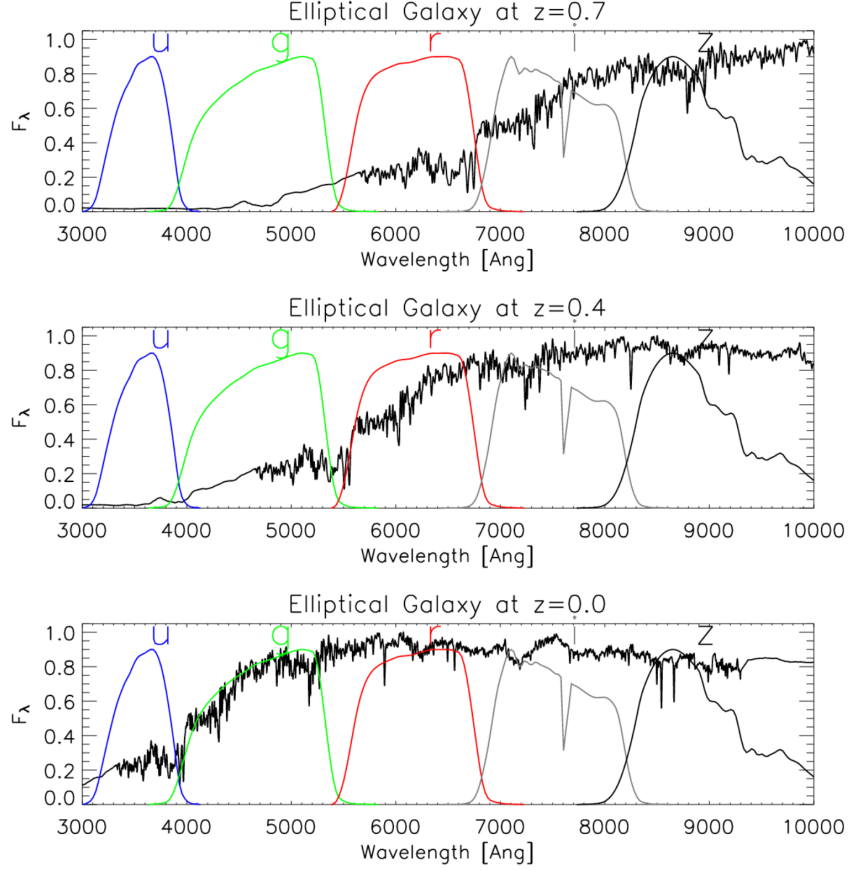 Elliptical Galaxy at z=0.7
u g r i z
1.0
0.8
0.6
0.4
0.2
0.0
Fλ
3000 4000 5000 6000 7000 8000 9000 10000
Wavelength [Ang]
Elliptical Galaxy at z=0.4
u g r i z
1.0
0.8
0.6
0.4
0.2
0.0
Fλ
3000 4000 5000 6000 7000 8000 9000 10000
Wavelength [Ang]
Elliptical Galaxy at z=0.0
u g r i z
1.0
0.8
0.6
0.4
0.2
0.0
Fλ
3000 4000 5000 6000 7000 8000 9000 10000
Wavelength [Ang]